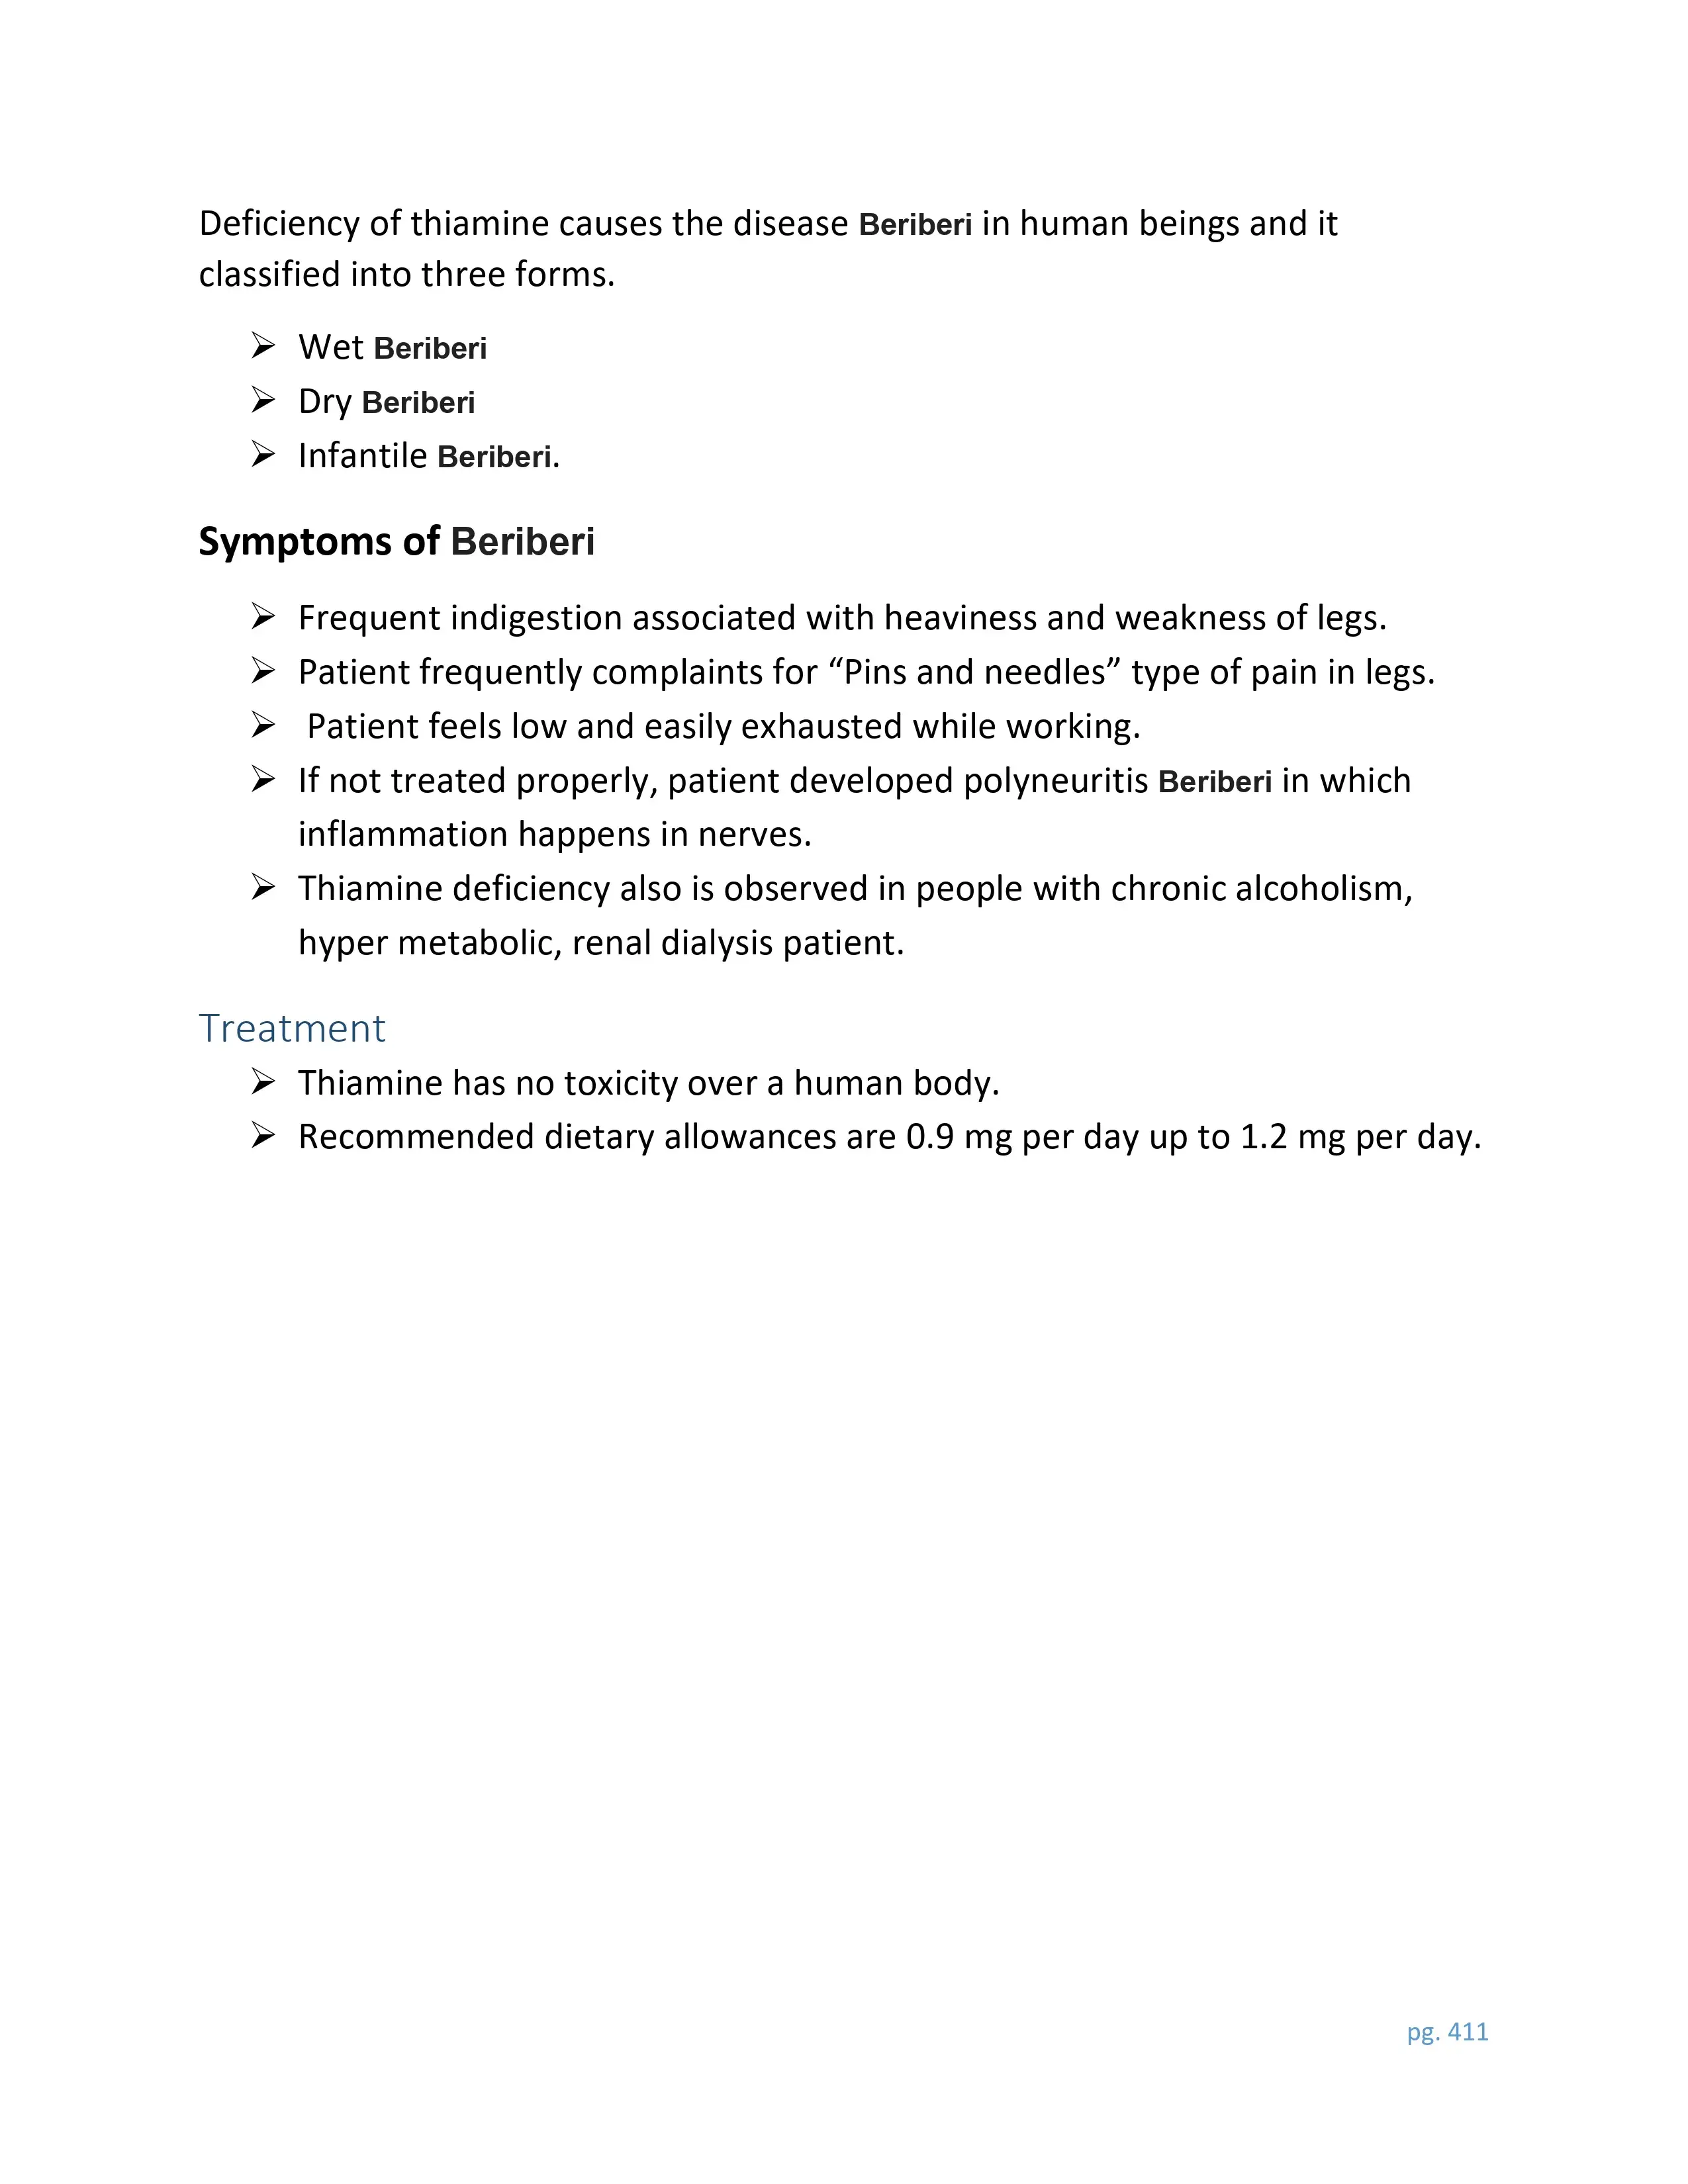 Deficiency of thiamine causes the disease Beriberi in human beings and it
classified into three forms.
➢ Wet Beriberi
➢ Dry Beriberi
➢ Infantile Beriberi.
Symptoms of Beriberi
➢ Frequent indigestion associated with heaviness and weakness of legs.
➢ Patient frequently complaints for “Pins and needles” type of pain in legs.
➢ Patient feels low and easily exhausted while working.
➢ If not treated properly, patient developed polyneuritis Beriberi in which
inflammation happens in nerves.
➢ Thiamine deficiency also is observed in people with chronic alcoholism,
hyper metabolic, renal dialysis patient.
Treatment
➢ Thiamine has no toxicity over a human body.
➢ Recommended dietary allowances are 0.9 mg per day up to 1.2 mg per day.
pg. 411